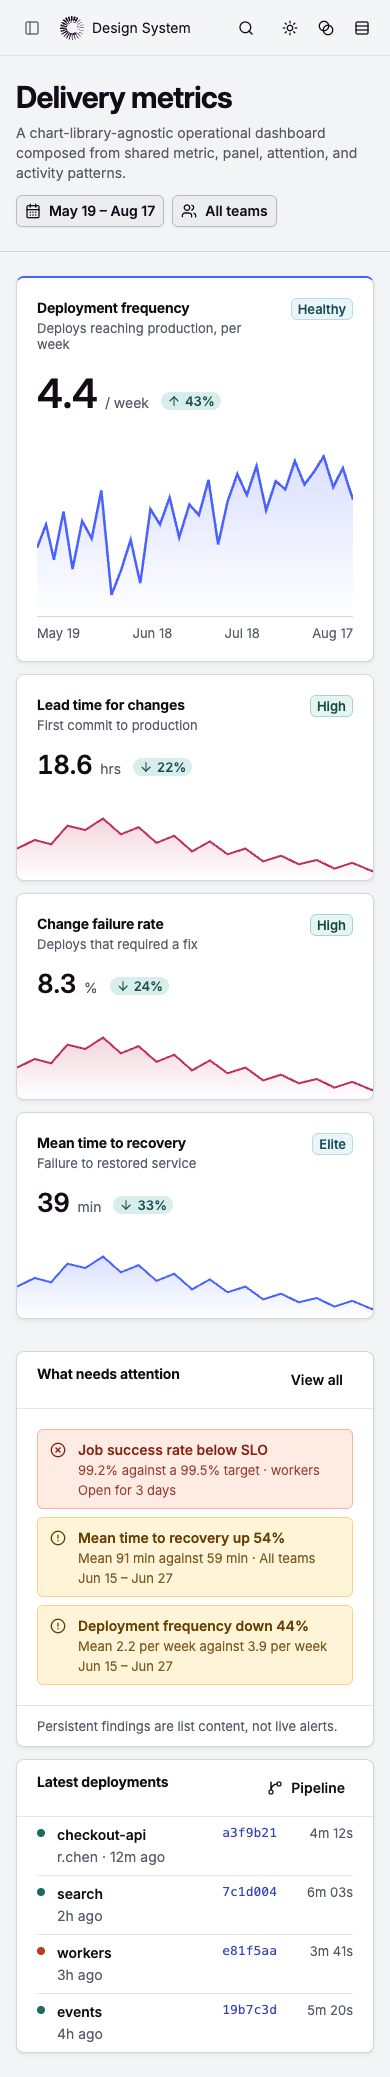 Design System
Delivery metrics
A chart-library-agnostic operational dashboard
composed from shared metric, panel, attention, and
activity patterns.
May 19 – Aug 17
All teams
Deployment frequency
Healthy
Deploys reaching production, per
week
4.4 / week ↑ 43%
May 19 Jun 18 Jul 18 Aug 17
Lead time for changes
High
First commit to production
18.6 hrs ↓ 22%
Change failure rate
High
Deploys that required a fix
8.3 % ↓ 24%
Mean time to recovery
Elite
Failure to restored service
39 min ↓ 33%
What needs attention
View all
Job success rate below SLO
99.2% against a 99.5% target · workers
Open for 3 days
Mean time to recovery up 54%
Mean 91 min against 59 min · All teams
Jun 15 – Jun 27
Deployment frequency down 44%
Mean 2.2 per week against 3.9 per week
Jun 15 – Jun 27
Persistent findings are list content, not live alerts.
Latest deployments
Pipeline
checkout-api a3f9b21 4m 12s
r.chen · 12m ago
search 7c1d004 6m 03s
2h ago
workers e81f5aa 3m 41s
3h ago
events 19b7c3d 5m 20s
4h ago